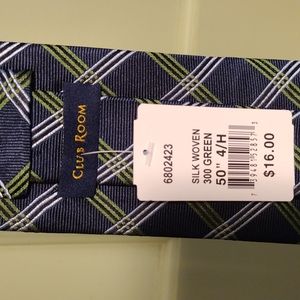 CLUB ROOM
6802423
SILK WOVEN
300 GREEN
50" 4/H
$16.00